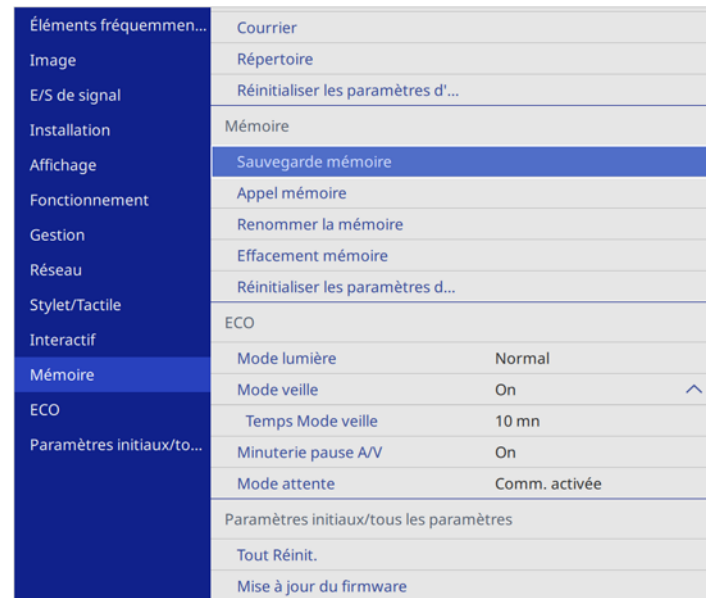 Éléments fréquemmen...
Image
E/S de signal
Installation
Affichage
Fonctionnement
Gestion
Réseau
Stylet/Tactile
Interactif
Mémoire
ECO
Paramètres initiaux/to...
Courrier
Répertoire
Réinitialiser les paramètres d'...
Mémoire
Sauvegarde mémoire
Appel mémoire
Renommer la mémoire
Effacement mémoire
Réinitialiser les paramètres d...
ECO
Mode lumière Normal
Mode veille On
Temps Mode veille 10 mn
Minuterie pause A/V On
Mode attente Comm. activée
Paramètres initiaux/tous les paramètres
Tout Réinit.
Mise à jour du firmware